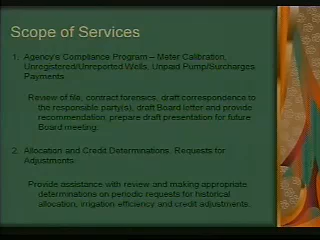 Scope of Services
1. Agency's Compliance Program – Meter Calibration,
Unregistered/Unreported Wells, Unpaid Pump/Surcharges
Payments
Review of file, contract forensics, draft correspondence to
the responsible party(s), draft Board letter and provide
recommendation, prepare draft presentation for future
Board meeting.
2. Allocation and Credit Determinations, Requests for
Adjustments.
Provide assistance with review and making appropriate
determinations on periodic requests for historical
allocation, irrigation efficiency and credit adjustments.